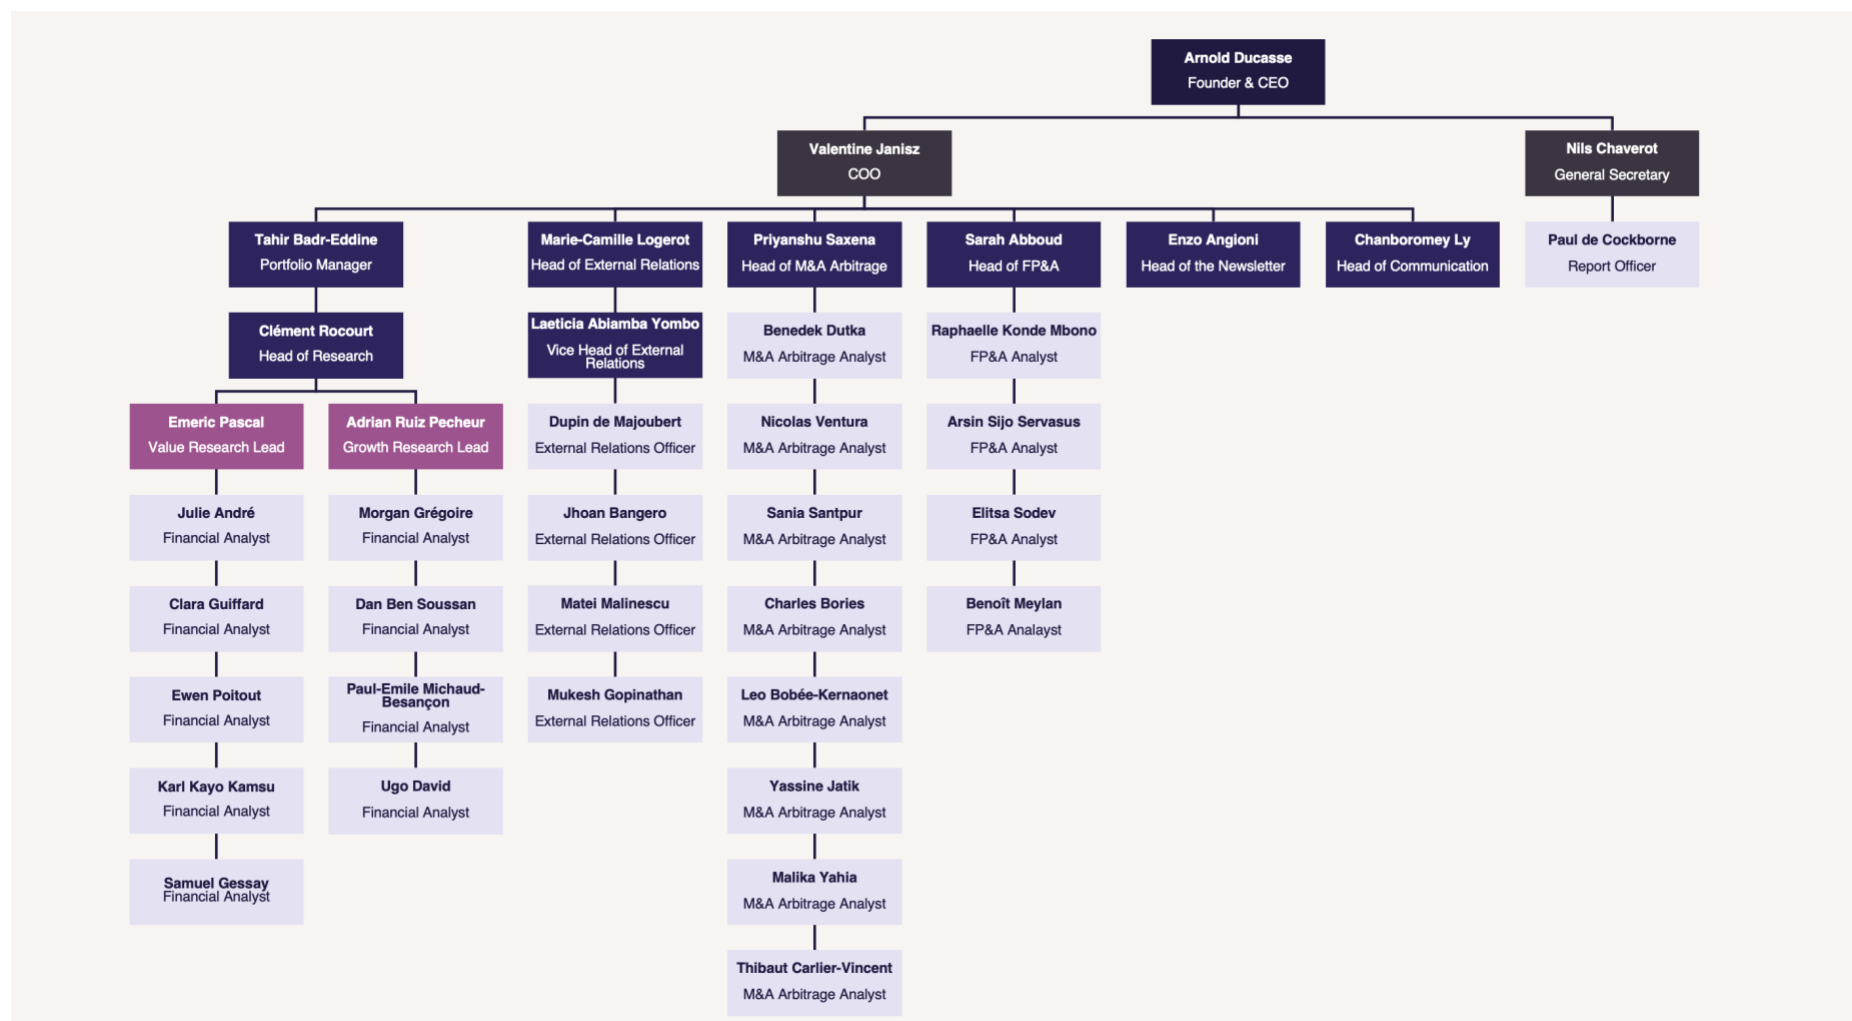 Arnold Ducasse
Founder & CEO
Valentine Janisz
COO
Nils Chaverot
General Secretary
Tahir Badr-Eddine
Portfolio Manager
Marie-Camille Logerot
Head of External Relations
Priyanshu Saxena
Head of M&A Arbitrage
Sarah Abboud
Head of FP&A
Enzo Angioni
Head of the Newsletter
Chanboromey Ly
Head of Communication
Paul de Cockborne
Report Officer
Clément Rocourt
Head of Research
Laeticia Abiamba Yombo
Vice Head of External
Relations
Benedek Dutka
M&A Arbitrage Analyst
Raphaelle Konde Mbono
FP&A Analyst
Emeric Pascal
Value Research Lead
Adrian Ruiz Pecheur
Growth Research Lead
Dupin de Majoubert
External Relations Officer
Nicolas Ventura
M&A Arbitrage Analyst
Arsin Sijo Servasus
FP&A Analyst
Julie André
Financial Analyst
Morgan Grégoire
Financial Analyst
Jhoan Bangero
External Relations Officer
Sania Santpur
M&A Arbitrage Analyst
Elitsa Sodev
FP&A Analyst
Clara Guiffard
Financial Analyst
Dan Ben Soussan
Financial Analyst
Matei Malinescu
External Relations Officer
Charles Bories
M&A Arbitrage Analyst
Benoît Meylan
FP&A Analayst
Ewen Poitout
Financial Analyst
Paul-Emile Michaud-
Besançon
Financial Analyst
Mukesh Gopinathan
External Relations Officer
Leo Bobée-Kernaonet
M&A Arbitrage Analyst
Karl Kayo Kamsu
Financial Analyst
Ugo David
Financial Analyst
Yassine Jatik
M&A Arbitrage Analyst
Samuel Gessay
Financial Analyst
Malika Yahia
M&A Arbitrage Analyst
Thibaut Carlier-Vincent
M&A Arbitrage Analyst